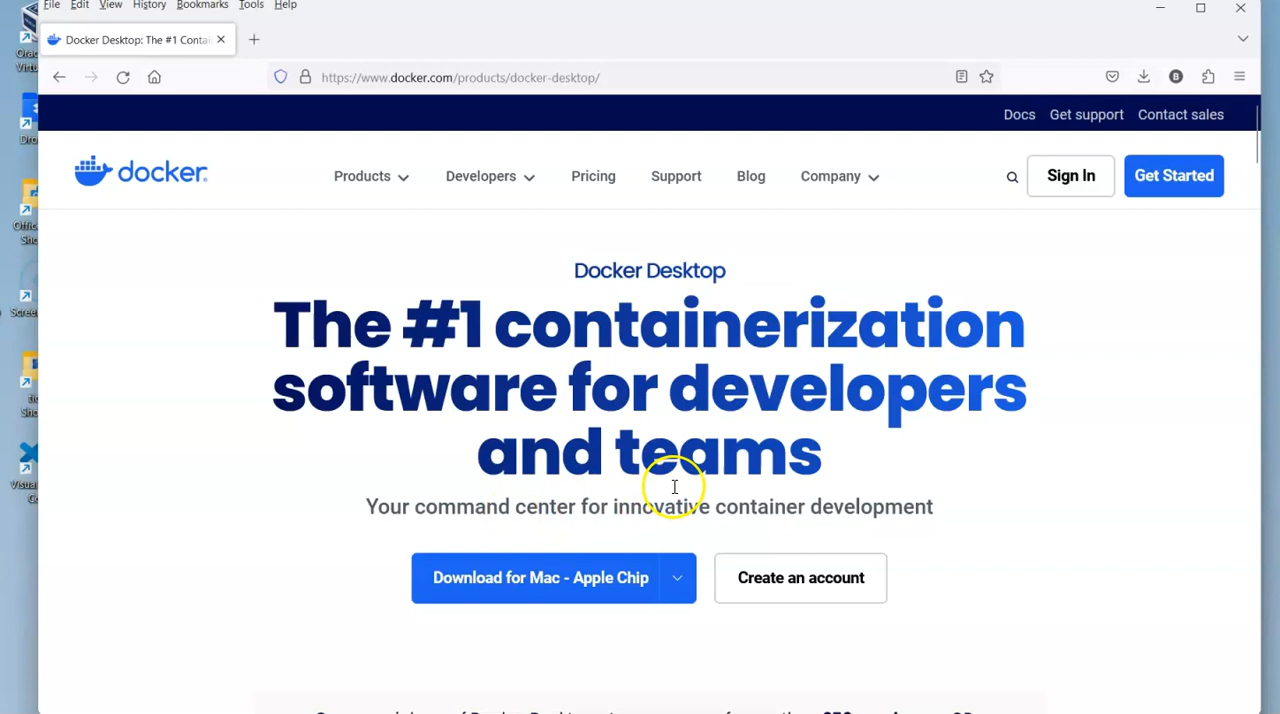 File Edit View History Bookmarks Tools Help
Docker Desktop: The #1 Conta
https://www.docker.com/products/docker-desktop/
B
Docs Get support Contact sales
docker
Products Developers Pricing Support Blog Company Sign In Get Started
Docker Desktop
The #1 containerization
software for developers
and teams
Your command center for innovative container development
Download for Mac - Apple Chip Create an account